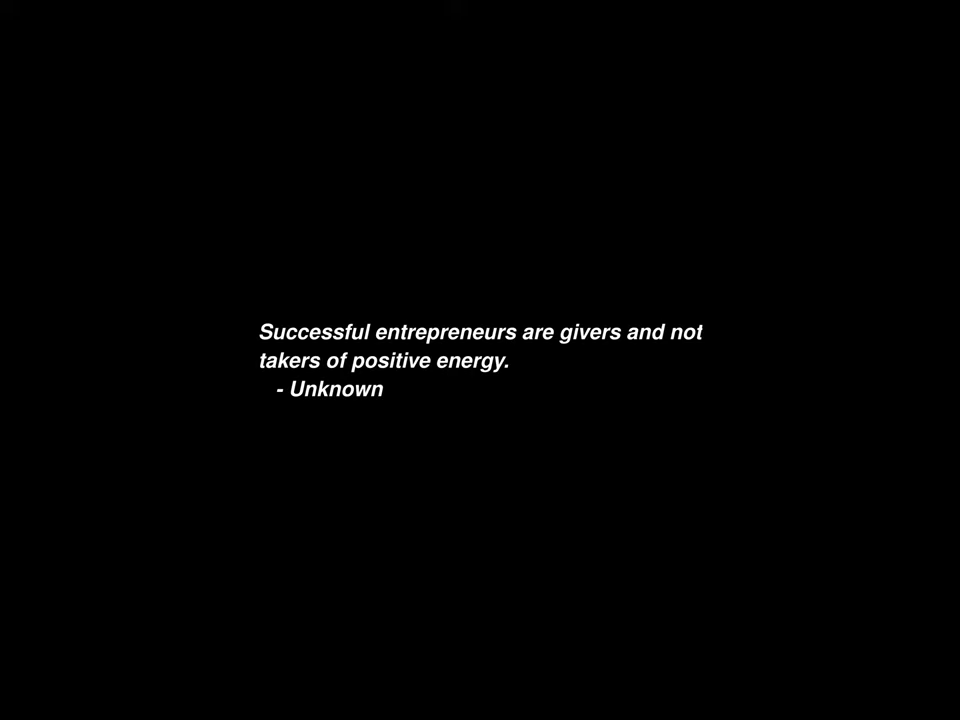 Successful entrepreneurs are givers and not
takers of positive energy.
- Unknown